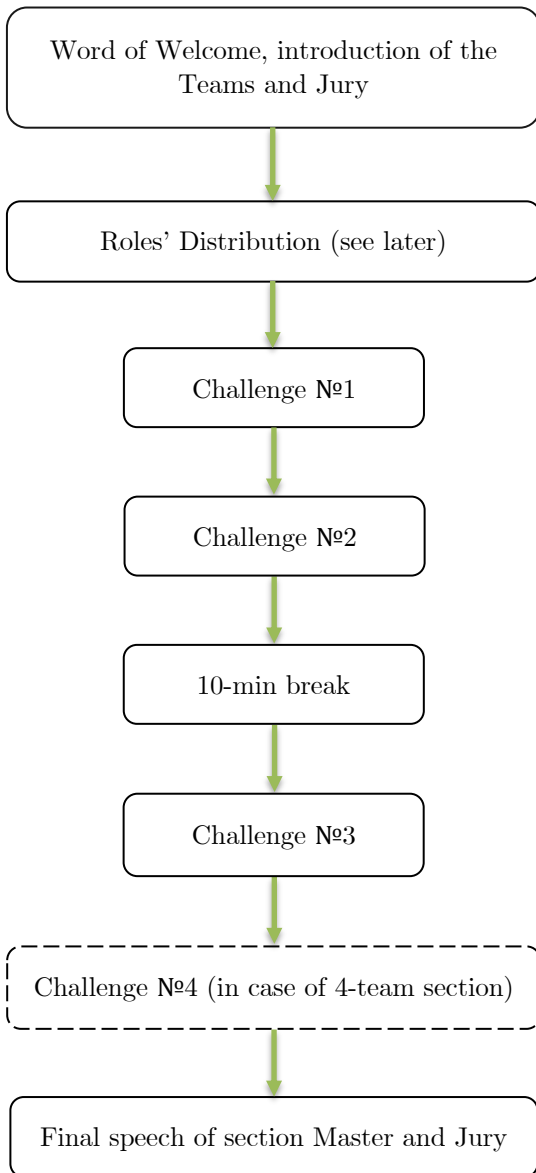 Word of Welcome, introduction of the
Teams and Jury
Roles’ Distribution (see later)
Challenge №1
Challenge №2
10-min break
Challenge №3
Challenge №4 (in case of 4-team section)
Final speech of section Master and Jury